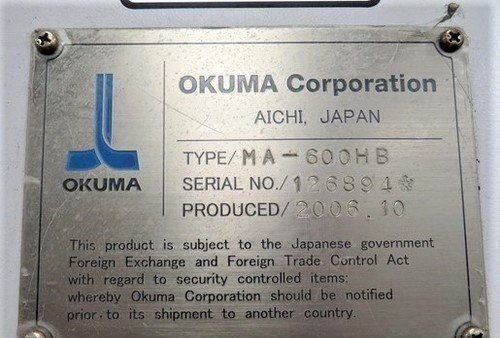 OKUMA Corporation
AICHI, JAPAN
OKUMA
TYPE/MA-600HB
SERIAL NO./126894*
PRODUCED/2006.10
This product is subject to the Japanese government
Foreign Exchange and Foreign Trade Control Act
with regard to security controlled items:
whereby Okuma Corporation should be notified
prior to its shipment to another country.